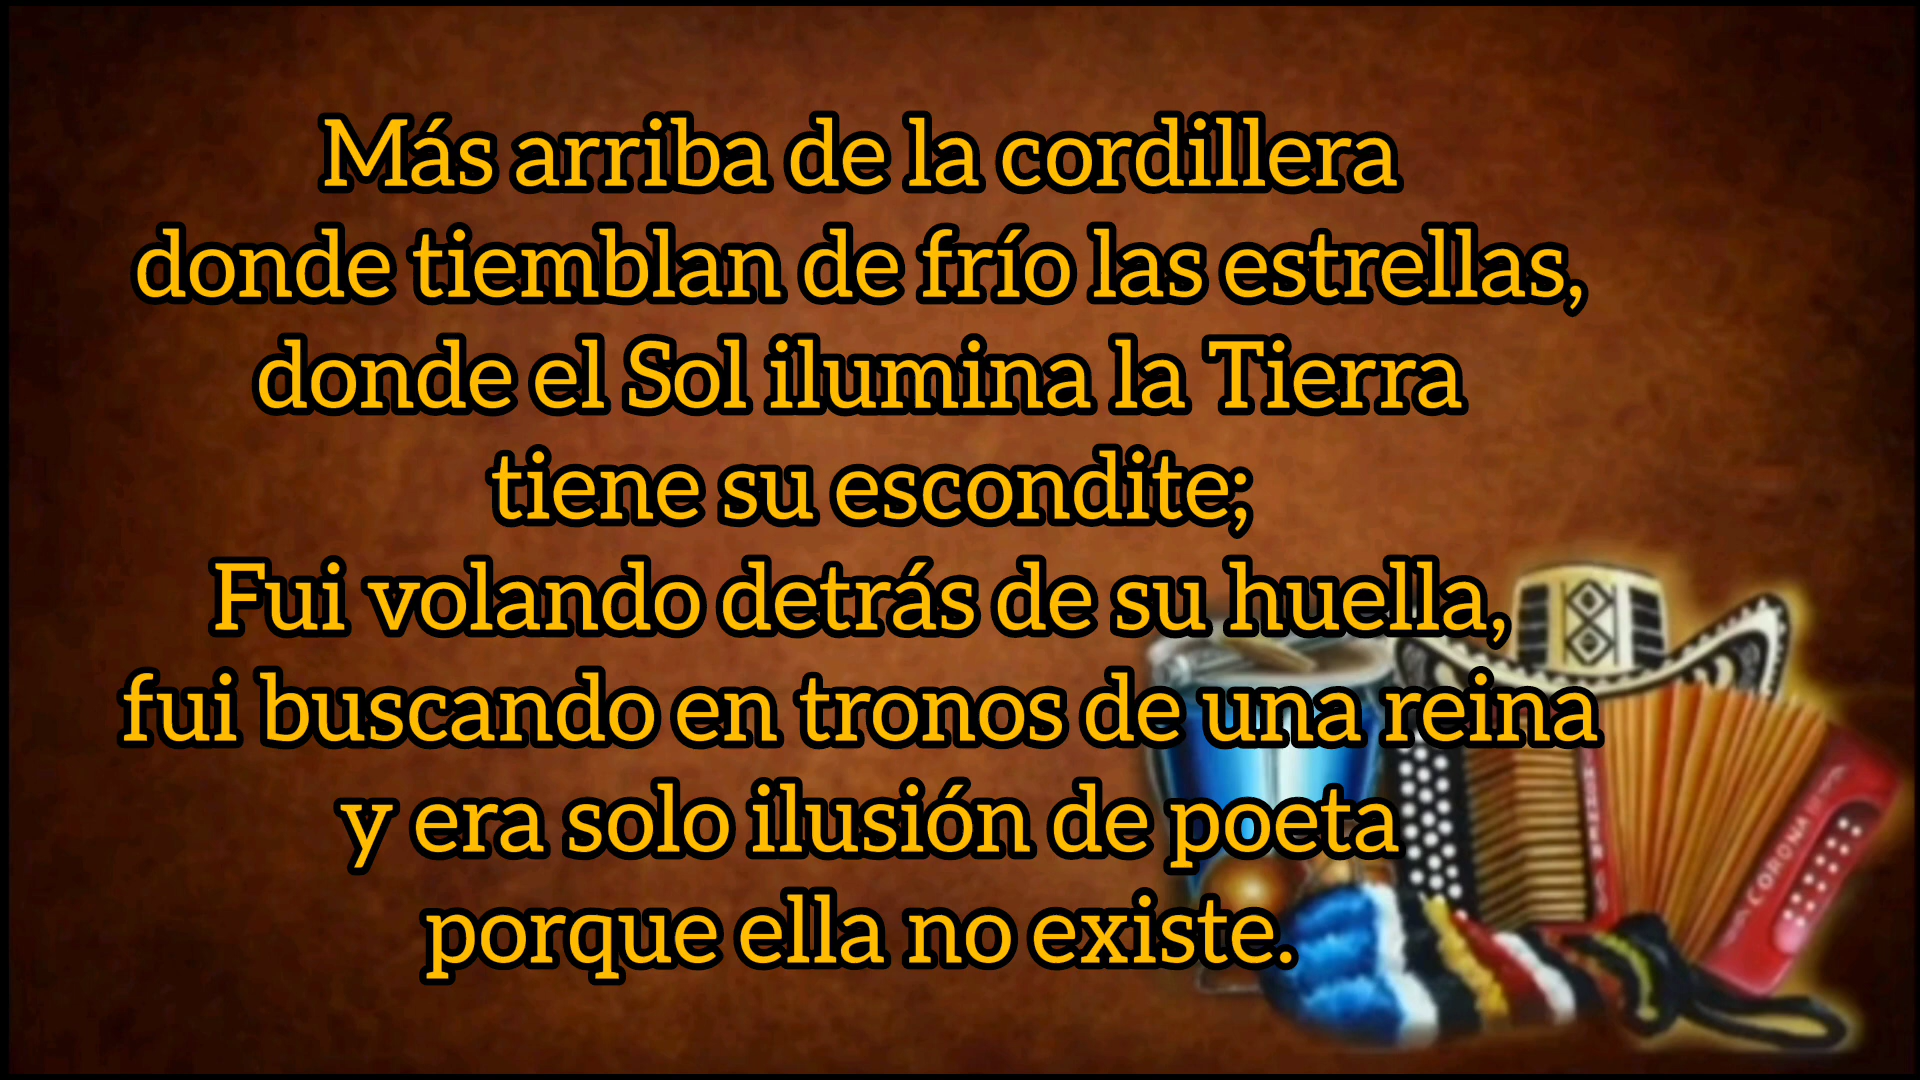 Más arriba de la cordillera
donde tiemblan de frío las estrellas,
donde el Sol ilumina la Tierra
tiene su escondite;
Fui volando detrás de su huella,
fui buscando en tronos de una reina
y era solo ilusión de poeta
porque ella no existe.
CORONA III